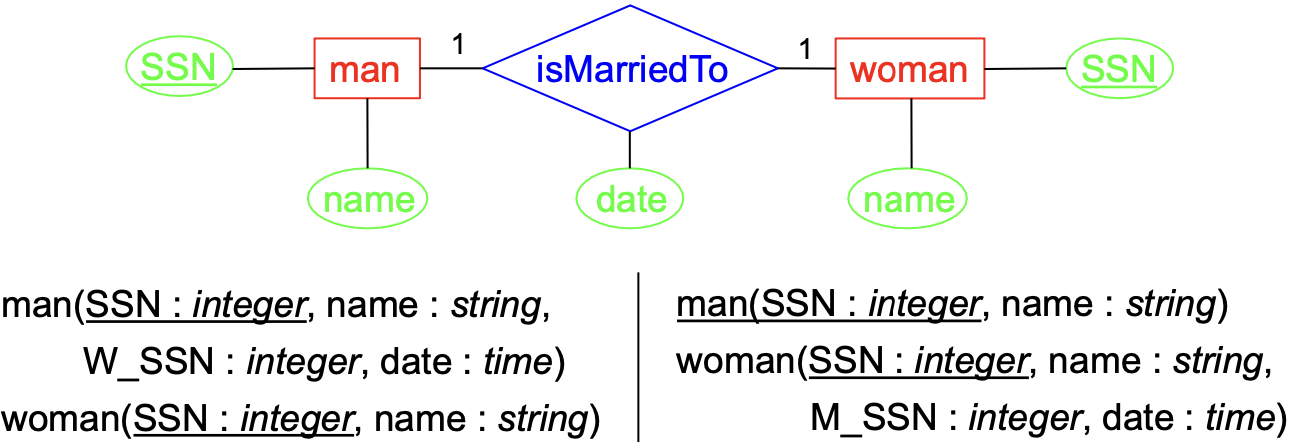 SSN man 1 isMarriedTo 1 woman SSN
name date name
man(SSN : integer, name : string,
W_SSN : integer, date : time)
woman(SSN : integer, name : string)
man(SSN : integer, name : string)
woman(SSN : integer, name : string,
M_SSN : integer, date : time)